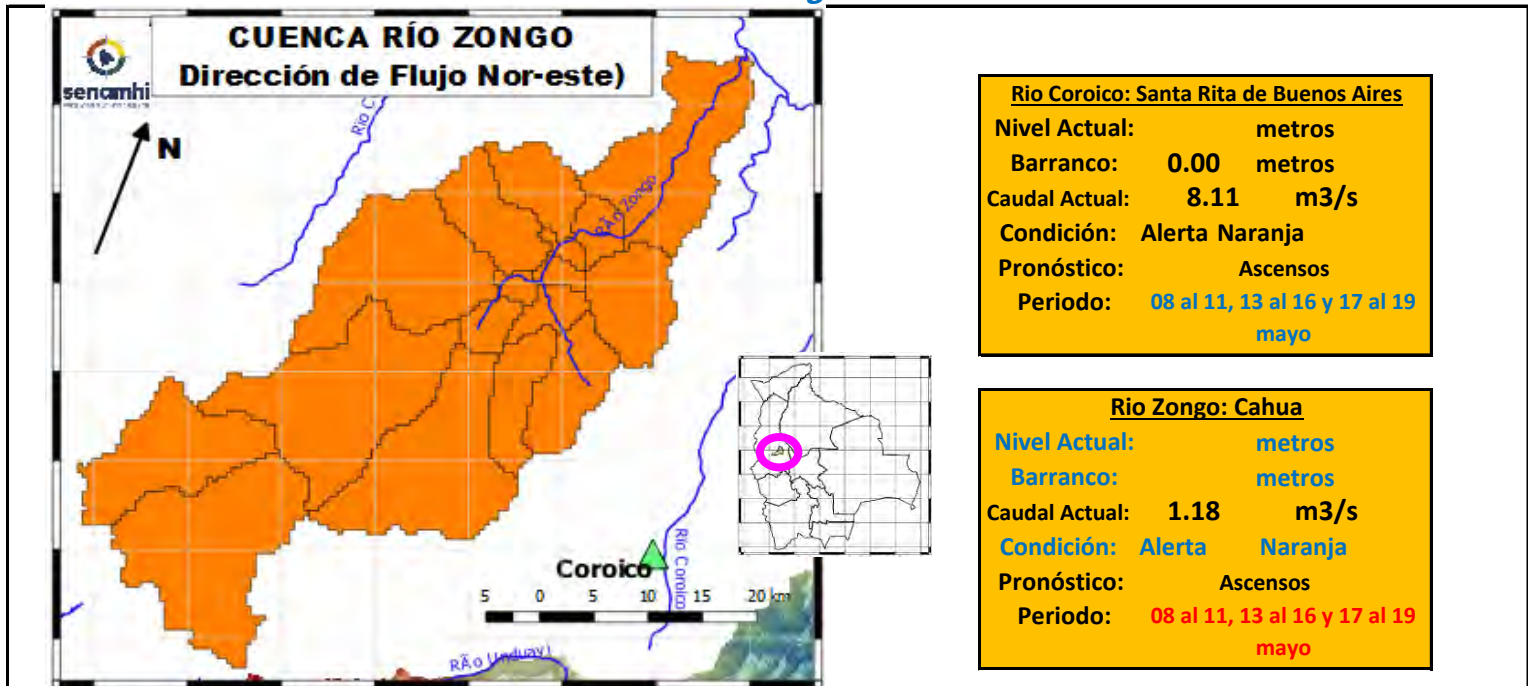 CUENCA RÍO ZONGO
Dirección de Flujo Nor-este)
senamhi
N
Río C
RÃ­o Zongo
Coroico
Río Coroico
5 0 5 10 15 20 km
RÃ­o Unduavi
Rio Coroico: Santa Rita de Buenos Aires
Nivel Actual: metros
Barranco: 0.00 metros
Caudal Actual: 8.11 m3/s
Condición: Alerta Naranja
Pronóstico: Ascensos
Periodo: 08 al 11, 13 al 16 y 17 al 19
mayo
Rio Zongo: Cahua
Nivel Actual: metros
Barranco: metros
Caudal Actual: 1.18 m3/s
Condición: Alerta Naranja
Pronóstico: Ascensos
Periodo: 08 al 11, 13 al 16 y 17 al 19
mayo